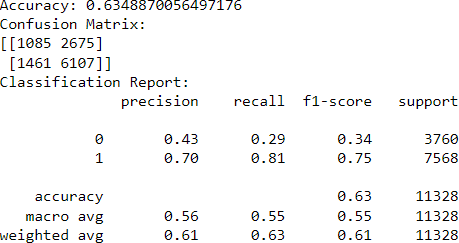 Accuracy: 0.6348870056497176
Confusion Matrix:
[[1085 2675]
 [1461 6107]]
Classification Report:
              precision    recall  f1-score   support

           0       0.43      0.29      0.34      3760
           1       0.70      0.81      0.75      7568

    accuracy                           0.63     11328
   macro avg       0.56      0.55      0.55     11328
weighted avg       0.61      0.63      0.61     11328